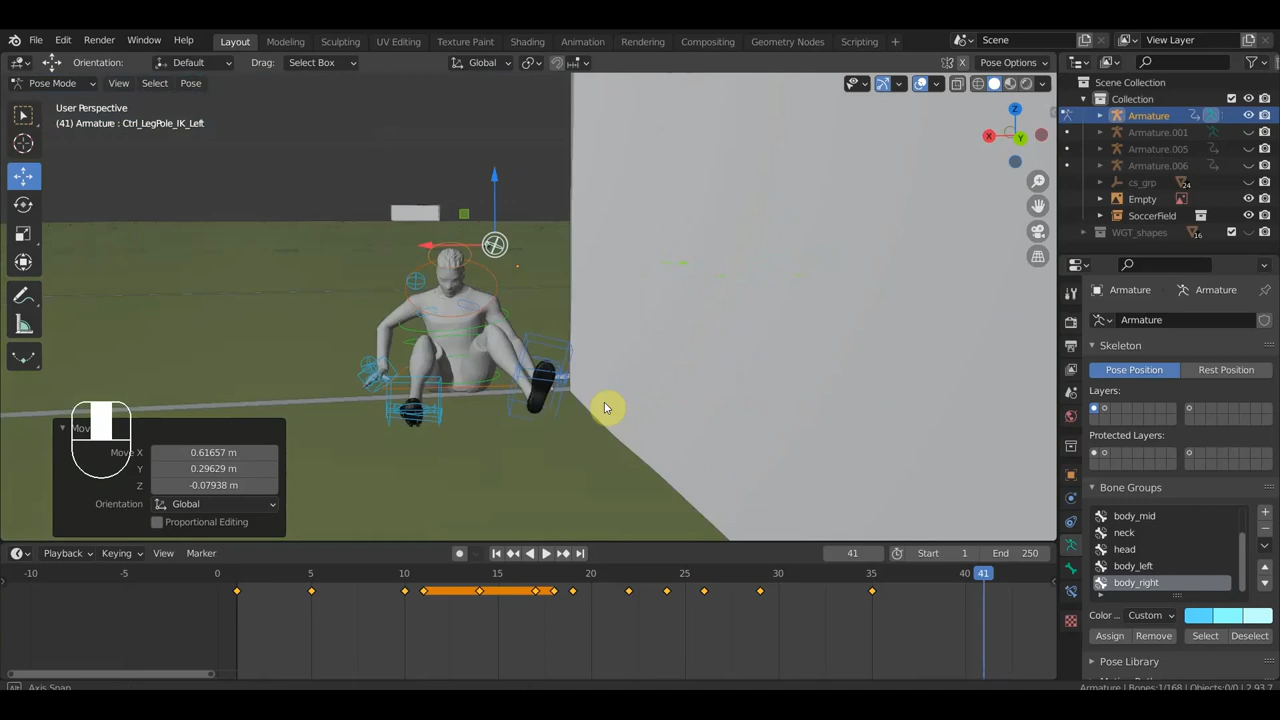 File Edit Render Window Help Layout Modeling Sculpting UV Editing Texture Paint Shading Animation Rendering Compositing Geometry Nodes Scripting + Scene View Layer
Orientation: Default Drag: Select Box Global X Pose Options
Pose Mode View Select Pose
User Perspective
(41) Armature : Ctrl_LegPole_IK_Left
Z
X Y
Move X 0.61657 m
Y 0.29629 m
Z -0.07938 m
Orientation Global
Proportional Editing
Scene Collection
Collection
Armature
Armature.001
Armature.005
Armature.006
cs_grp 24
Empty
SoccerField
WGT_shapes 16
Armature Armature
Armature
Skeleton
Pose Position Rest Position
Layers:
Protected Layers:
Bone Groups
body_mid
neck
head
body_left
body_right
Color ... Custom
Assign Remove Select Deselect
Pose Library
Playback Keying View Marker 41 Start 1 End 250
-10 -5 0 5 10 15 20 25 30 35 40 41
Axis Snap
Armature | Bones:1/168 | Objects:0/0 | 2.93.7